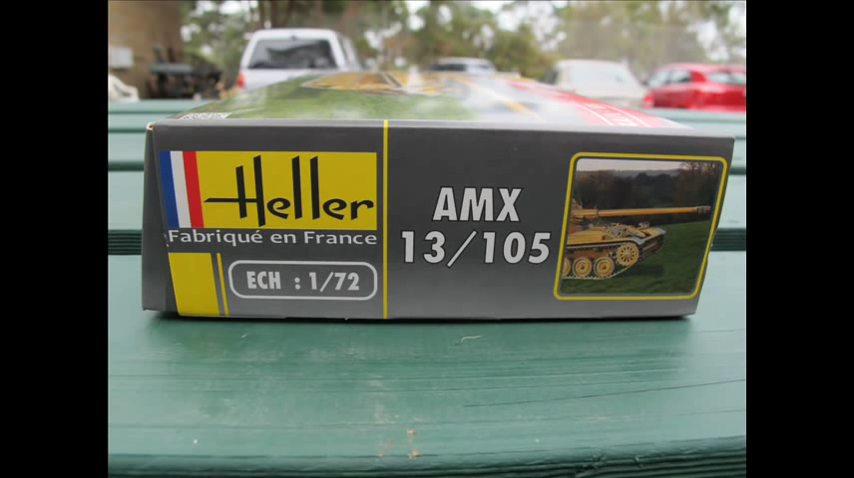 Heller
Fabriqué en France
ECH : 1/72
AMX
13/105